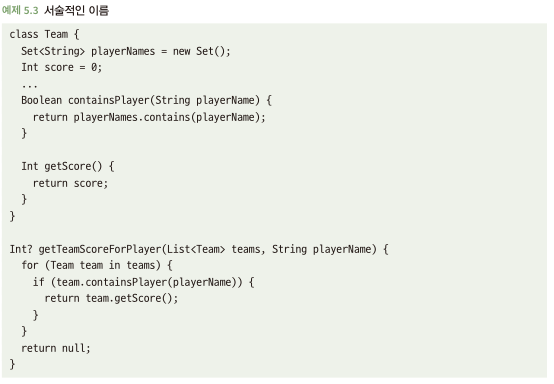 예제 5.3 서술적인 이름
class Team {
  Set<String> playerNames = new Set();
  Int score = 0;
  ...
  Boolean containsPlayer(String playerName) {
    return playerNames.contains(playerName);
  }

  Int getScore() {
    return score;
  }
}

Int? getTeamScoreForPlayer(List<Team> teams, String playerName) {
  for (Team team in teams) {
    if (team.containsPlayer(playerName)) {
      return team.getScore();
    }
  }
  return null;
}